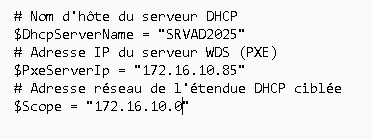 # Nom d'hôte du serveur DHCP
$DhcpServerName = "SRVAD2025"
# Adresse IP du serveur WDS (PXE)
$PxeServerIp = "172.16.10.85"
# Adresse réseau de l'étendue DHCP ciblée
$Scope = "172.16.10.0"